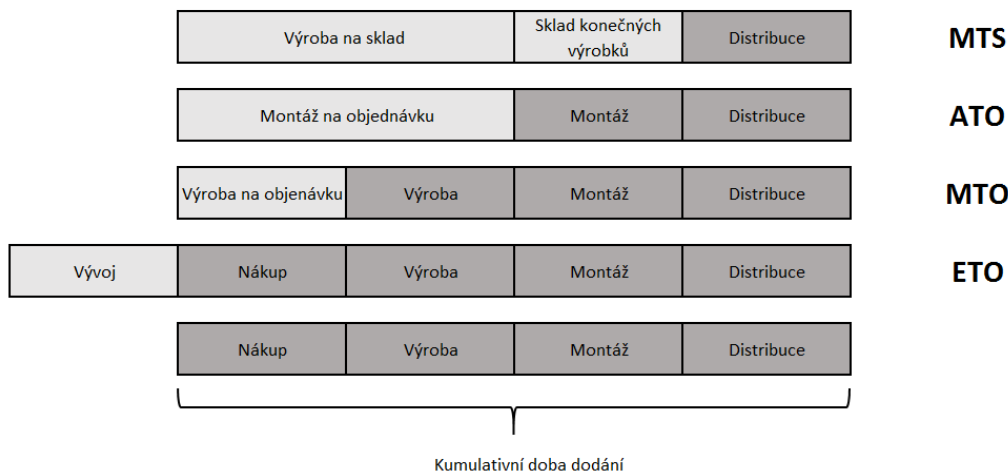 Výroba na sklad
Sklad konečných
výrobků
Distribuce
MTS
Montáž na objednávku
Montáž
Distribuce
ATO
Výroba na objenávku
Výroba
Montáž
Distribuce
MTO
Vývoj
Nákup
Výroba
Montáž
Distribuce
ETO
Nákup
Výroba
Montáž
Distribuce
Kumulativní doba dodání